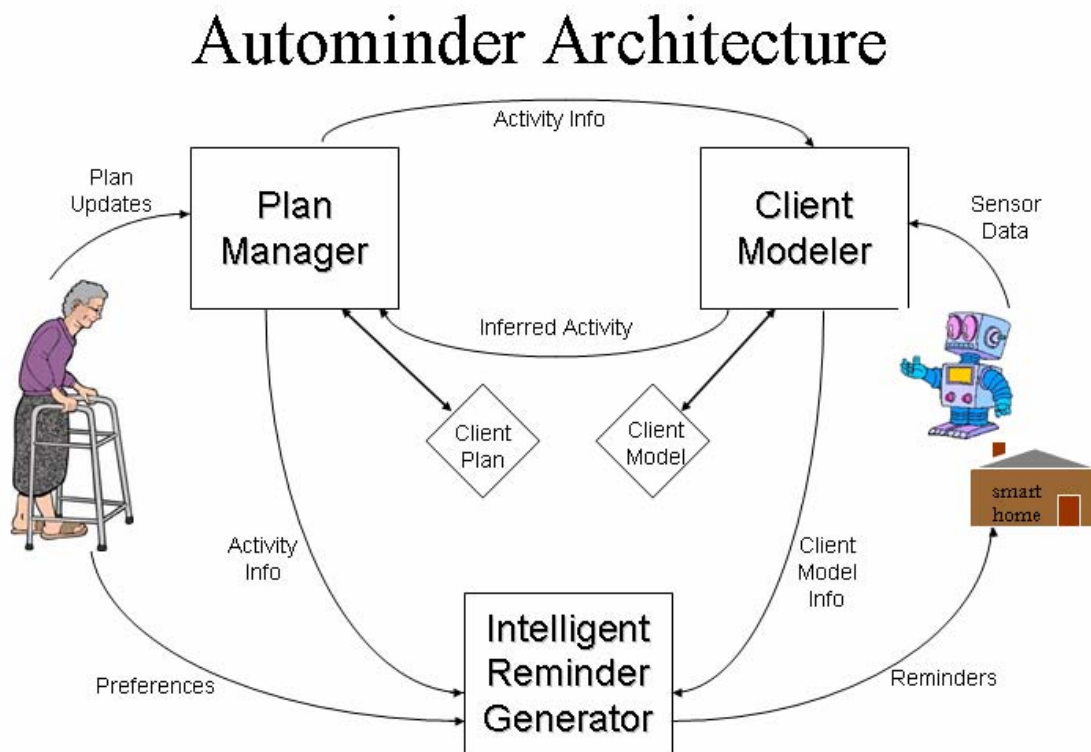 Autominder Architecture
Activity Info
Plan
Updates
Plan
Manager
Client
Modeler
Sensor
Data
Inferred Activity
Client
Plan
Client
Model
smart
home
Activity
Info
Client
Model
Info
Intelligent
Reminder
Generator
Preferences
Reminders